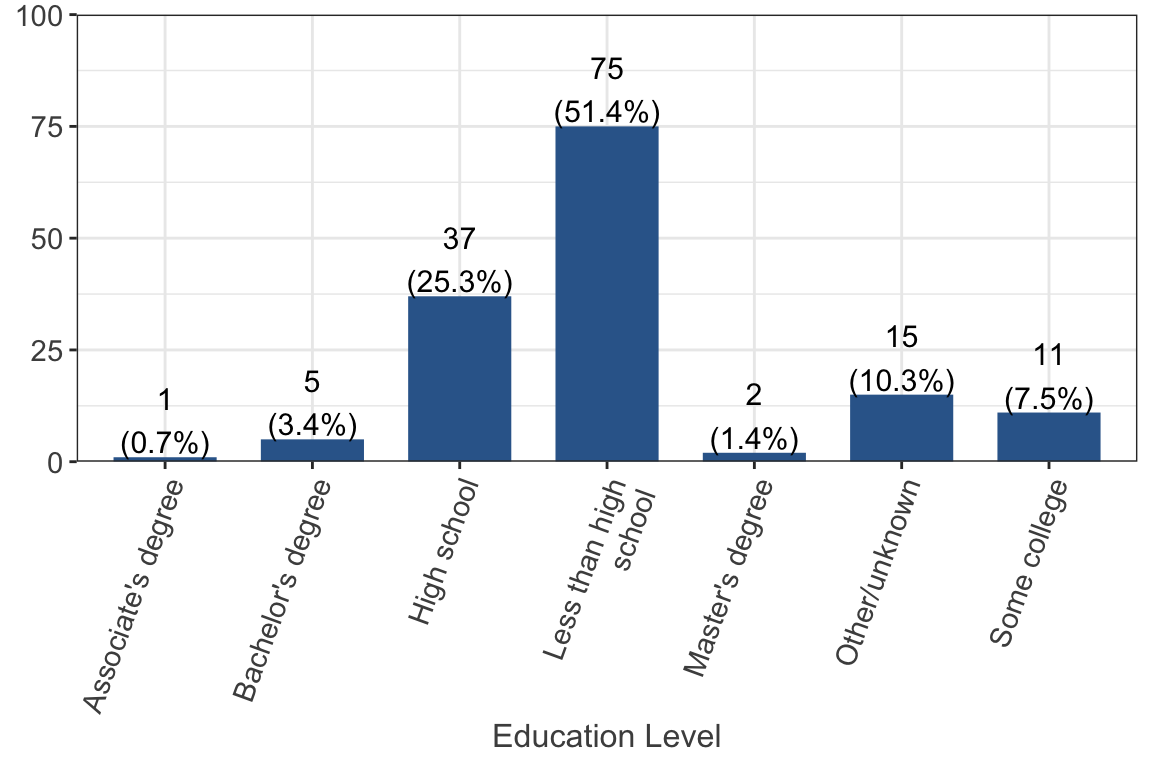 100
75
50
25
0
1
(0.7%)
5
(3.4%)
37
(25.3%)
75
(51.4%)
2
(1.4%)
15
(10.3%)
11
(7.5%)
Associate's degree
Bachelor's degree
High school
Less than high
school
Master's degree
Other/unknown
Some college
Education Level